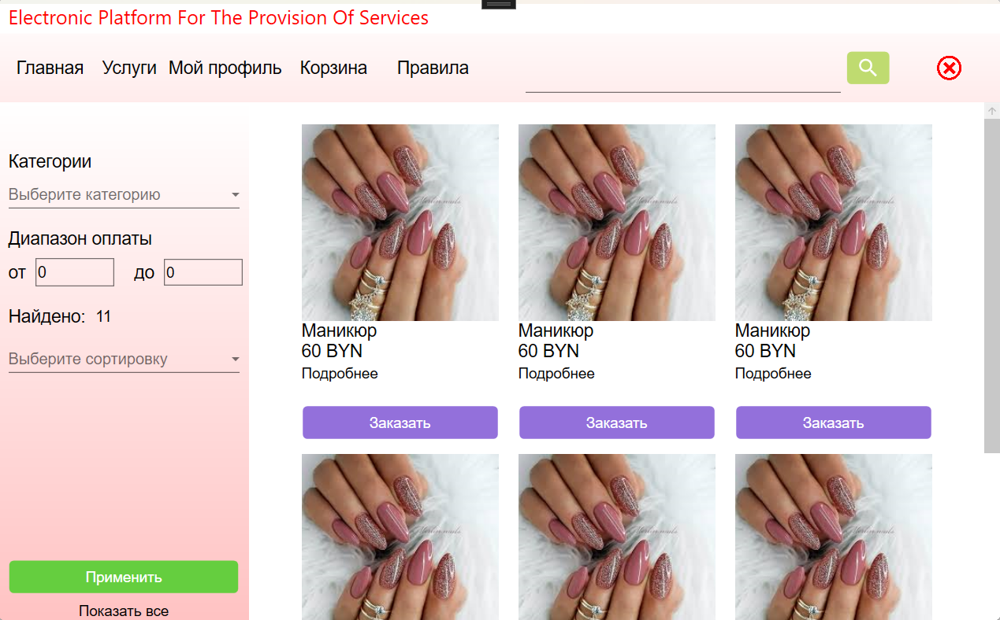 Electronic Platform For The Provision Of Services
Главная Услуги Мой профиль Корзина Правила
Категории
Выберите категорию
Диапазон оплаты
от 0 до 0
Найдено: 11
Выберите сортировку
Применить
Показать все
Маникюр Маникюр Маникюр
60 BYN 60 BYN 60 BYN
Подробнее Подробнее Подробнее
Заказать Заказать Заказать